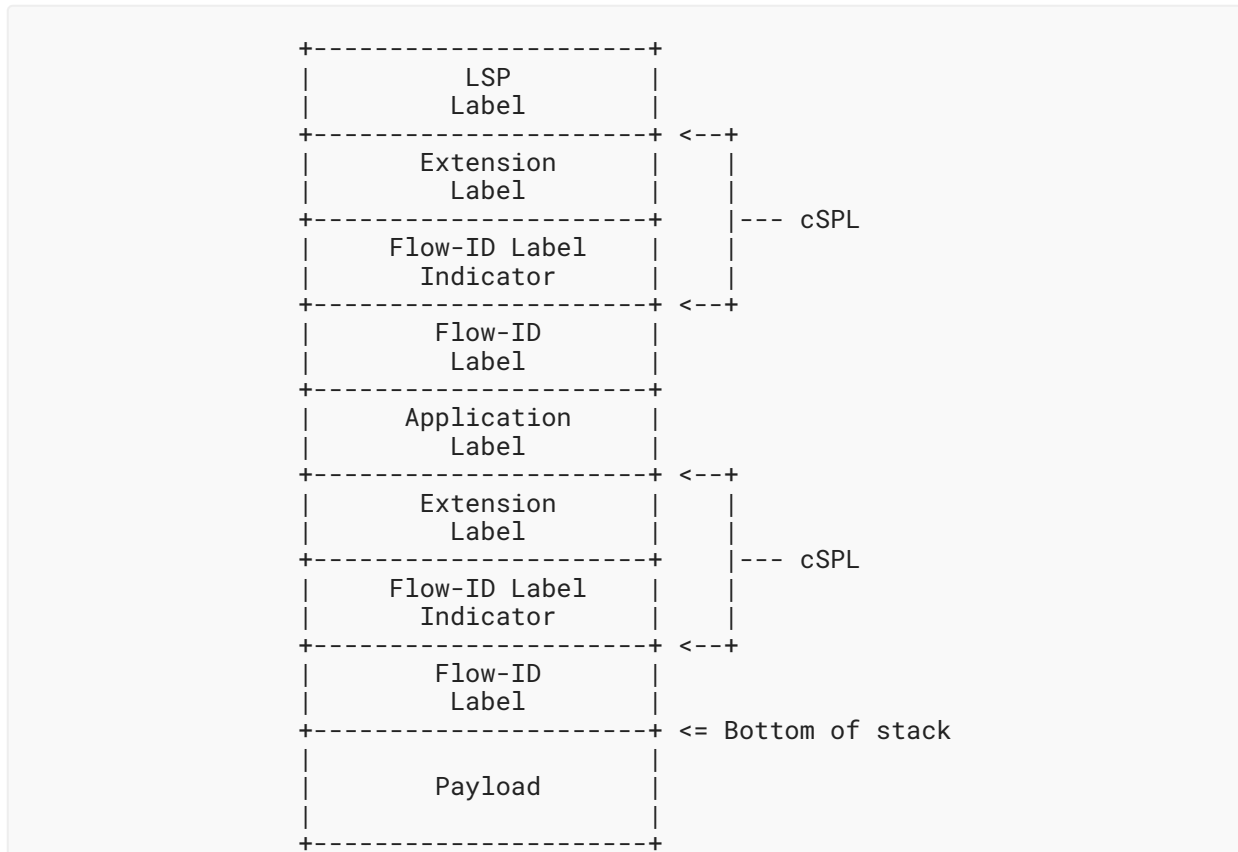 +----------------------+
|          LSP         |
|         Label        |
+----------------------+ <--+
|       Extension      |    |
|         Label        |    |
+----------------------+    |--- cSPL
|     Flow-ID Label    |    |
|       Indicator      |    |
+----------------------+ <--+
|        Flow-ID       |
|         Label        |
+----------------------+
|      Application     |
|         Label        |
+----------------------+ <--+
|       Extension      |    |
|         Label        |    |
+----------------------+    |--- cSPL
|     Flow-ID Label    |    |
|       Indicator      |    |
+----------------------+ <--+
|        Flow-ID       |
|         Label        |
+----------------------+ <= Bottom of stack
|                      |
|        Payload       |
|                      |
+----------------------+